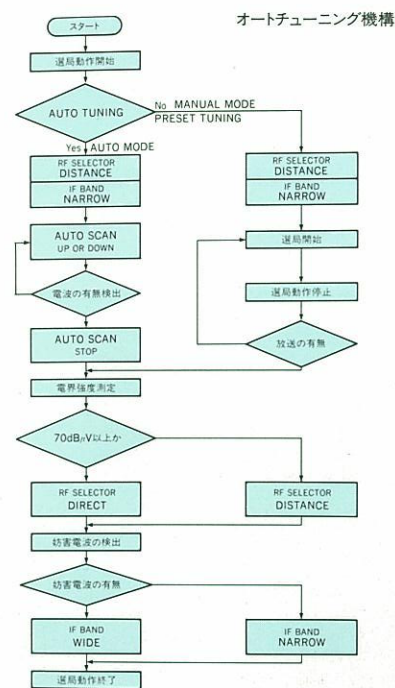 オートチューニング機構
スタート
選局動作開始
AUTO TUNING
No MANUAL MODE
PRESET TUNING
Yes AUTO MODE
RF SELECTOR
DISTANCE
IF BAND
NARROW
RF SELECTOR
DISTANCE
IF BAND
NARROW
AUTO SCAN
UP OR DOWN
選局開始
電波の有無検出
選局動作停止
AUTO SCAN
STOP
放送の有無
電界強度測定
70dBμV以上か
RF SELECTOR
DIRECT
RF SELECTOR
DISTANCE
妨害電波の検出
妨害電波の有無
IF BAND
WIDE
IF BAND
NARROW
選局動作終了